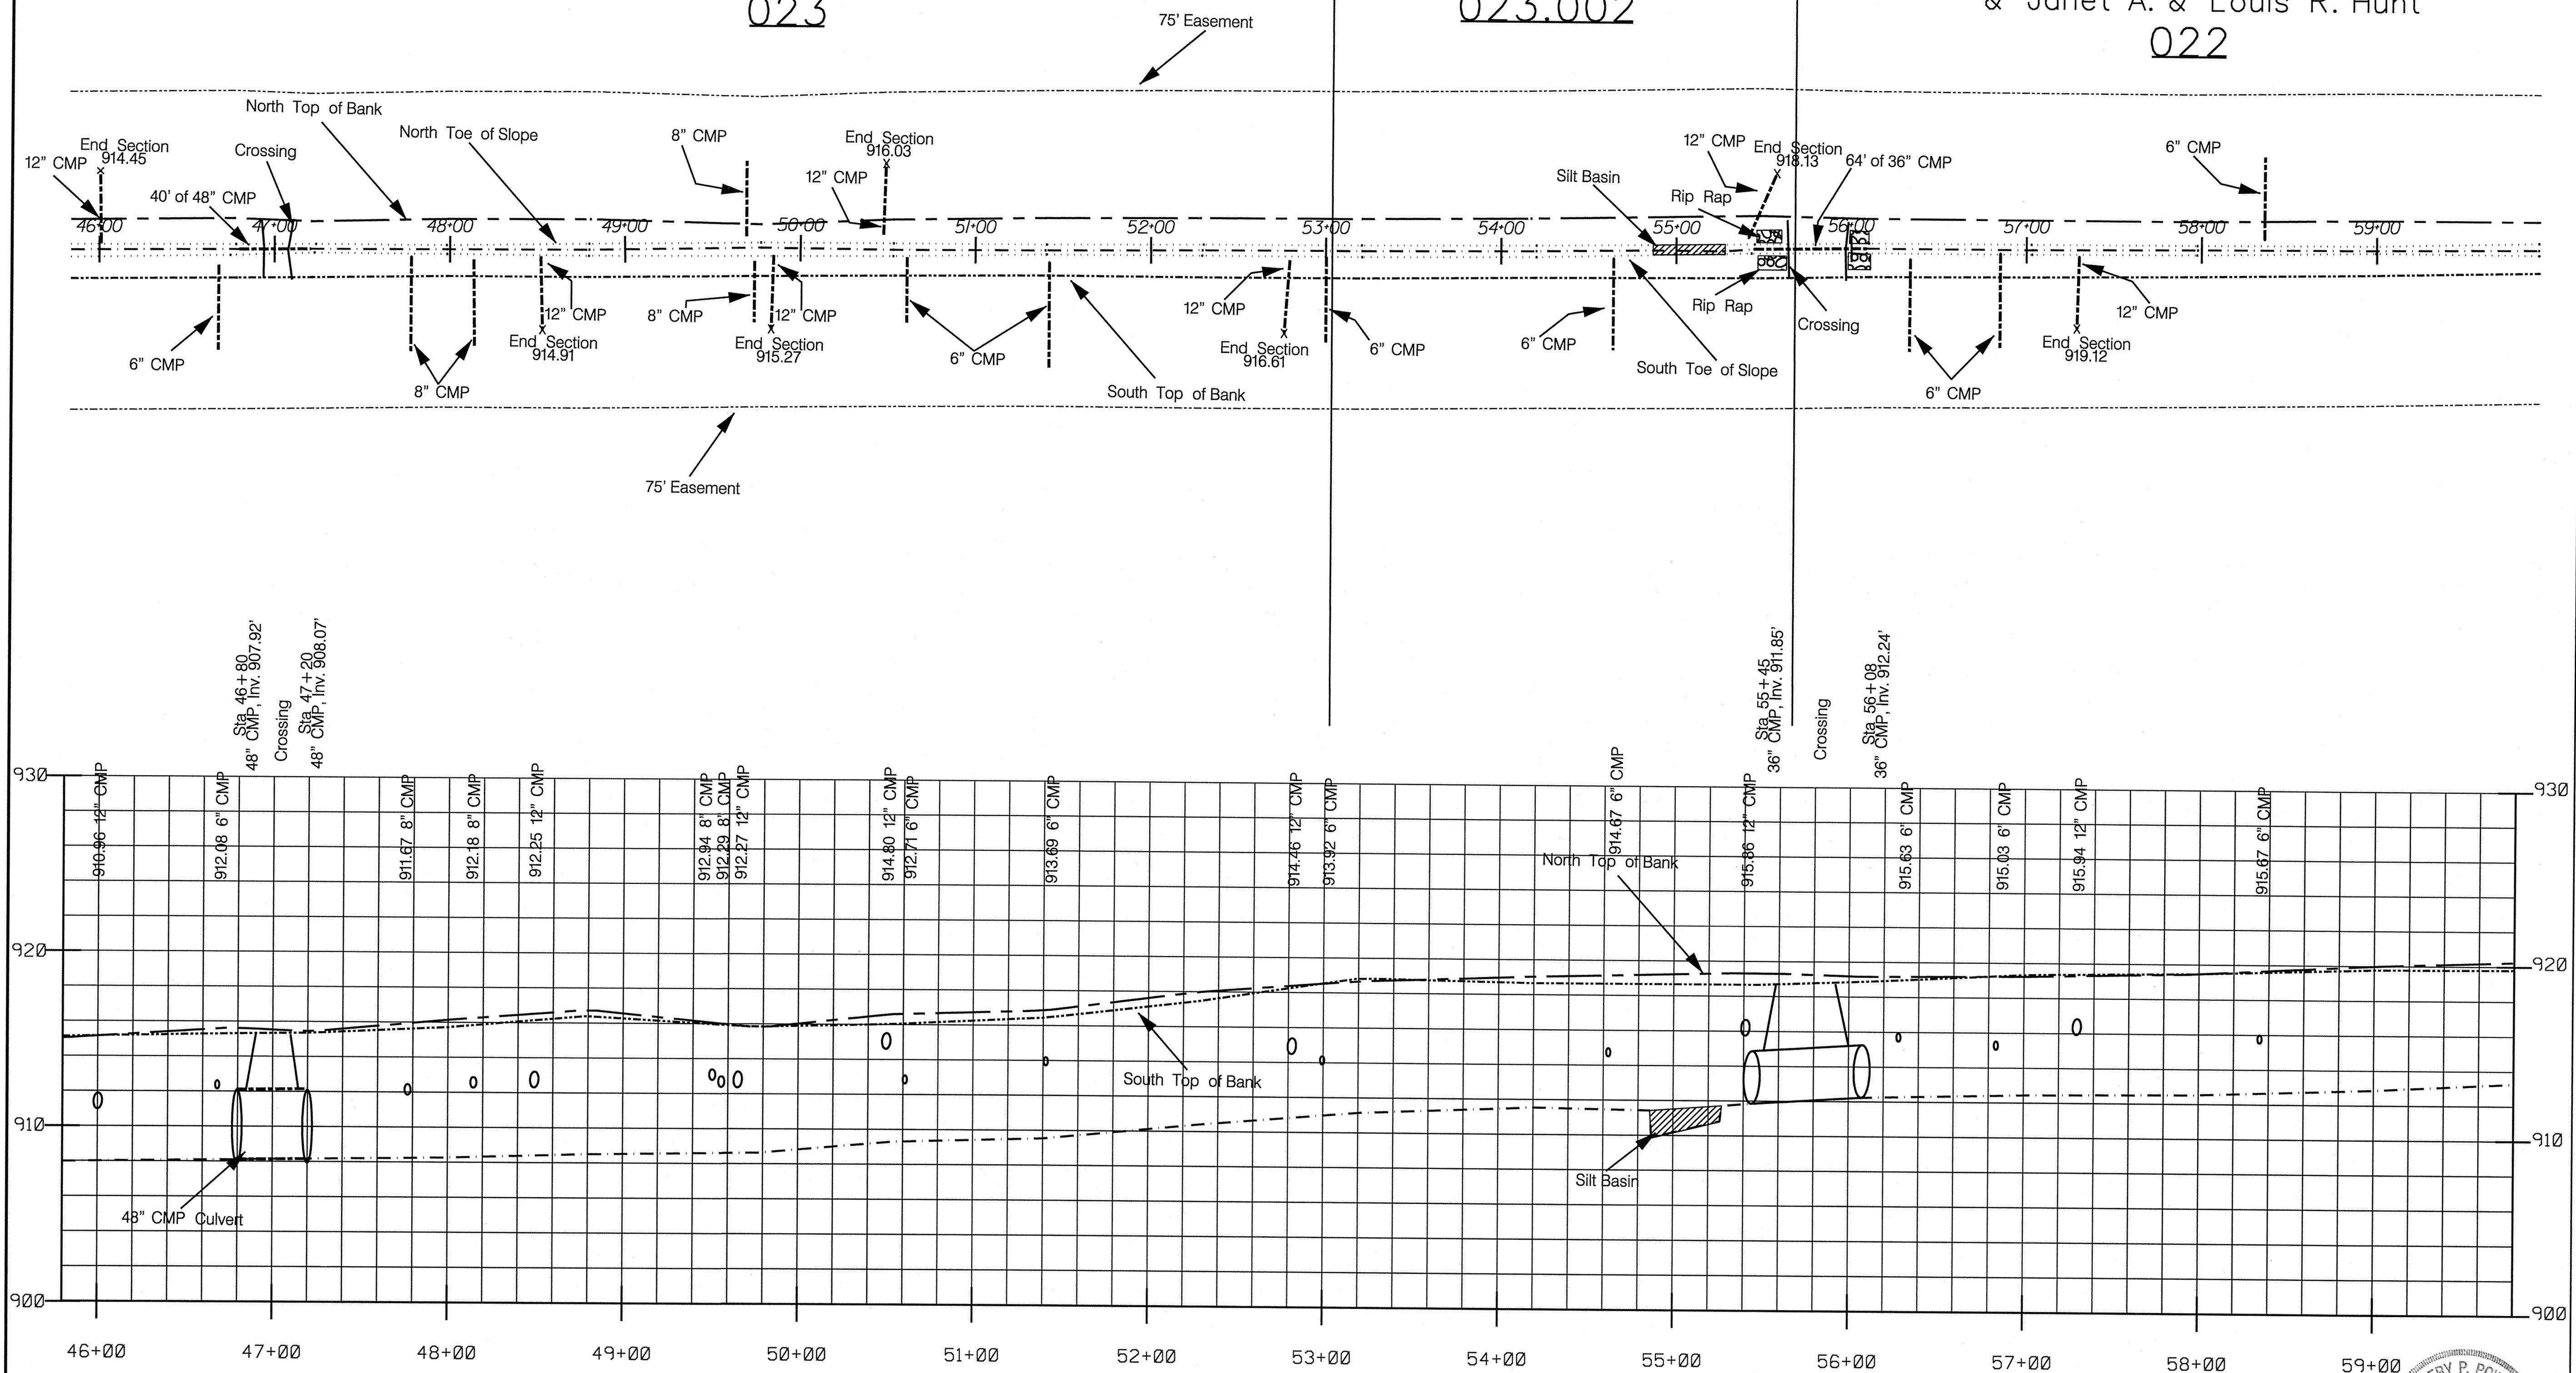 023
023.002
& Janet A. & Louis R. Hunt
022
75' Easement
North Top of Bank
North Toe of Slope
Crossing
End Section
914.45
12" CMP
40' of 48" CMP
8" CMP
End Section
916.03
12" CMP
Silt Basin
12" CMP
End Section
918.13
64' of 36" CMP
Rip Rap
6" CMP
46+00
47+00
48+00
49+00
50+00
51+00
52+00
53+00
54+00
55+00
56+00
57+00
58+00
59+00
6" CMP
8" CMP
12" CMP
End Section
914.91
8" CMP
12" CMP
End Section
915.27
6" CMP
South Top of Bank
12" CMP
End Section
916.61
6" CMP
6" CMP
South Toe of Slope
Rip Rap
Crossing
6" CMP
12" CMP
End Section
919.12
75' Easement
Sta 46+80
48" CMP, Inv. 907.92'
Crossing
Sta 47+20
48" CMP, Inv. 908.07'
Sta 55+45
36" CMP, Inv. 911.85'
Crossing
Sta 56+08
36" CMP, Inv. 912.24'
930
910.96 12" CMP
912.08 6" CMP
911.67 8" CMP
912.18 8" CMP
912.25 12" CMP
912.94 8" CMP
912.29 8" CMP
912.27 12" CMP
914.80 12" CMP
912.71 6" CMP
913.69 6" CMP
914.46 12" CMP
913.92 6" CMP
914.67 6" CMP
915.86 12" CMP
915.63 6" CMP
915.03 6" CMP
915.94 12" CMP
915.67 6" CMP
930
North Top of Bank
920
920
South Top of Bank
910
910
Silt Basin
48" CMP Culvert
900
900
46+00
47+00
48+00
49+00
50+00
51+00
52+00
53+00
54+00
55+00
56+00
57+00
58+00
59+00